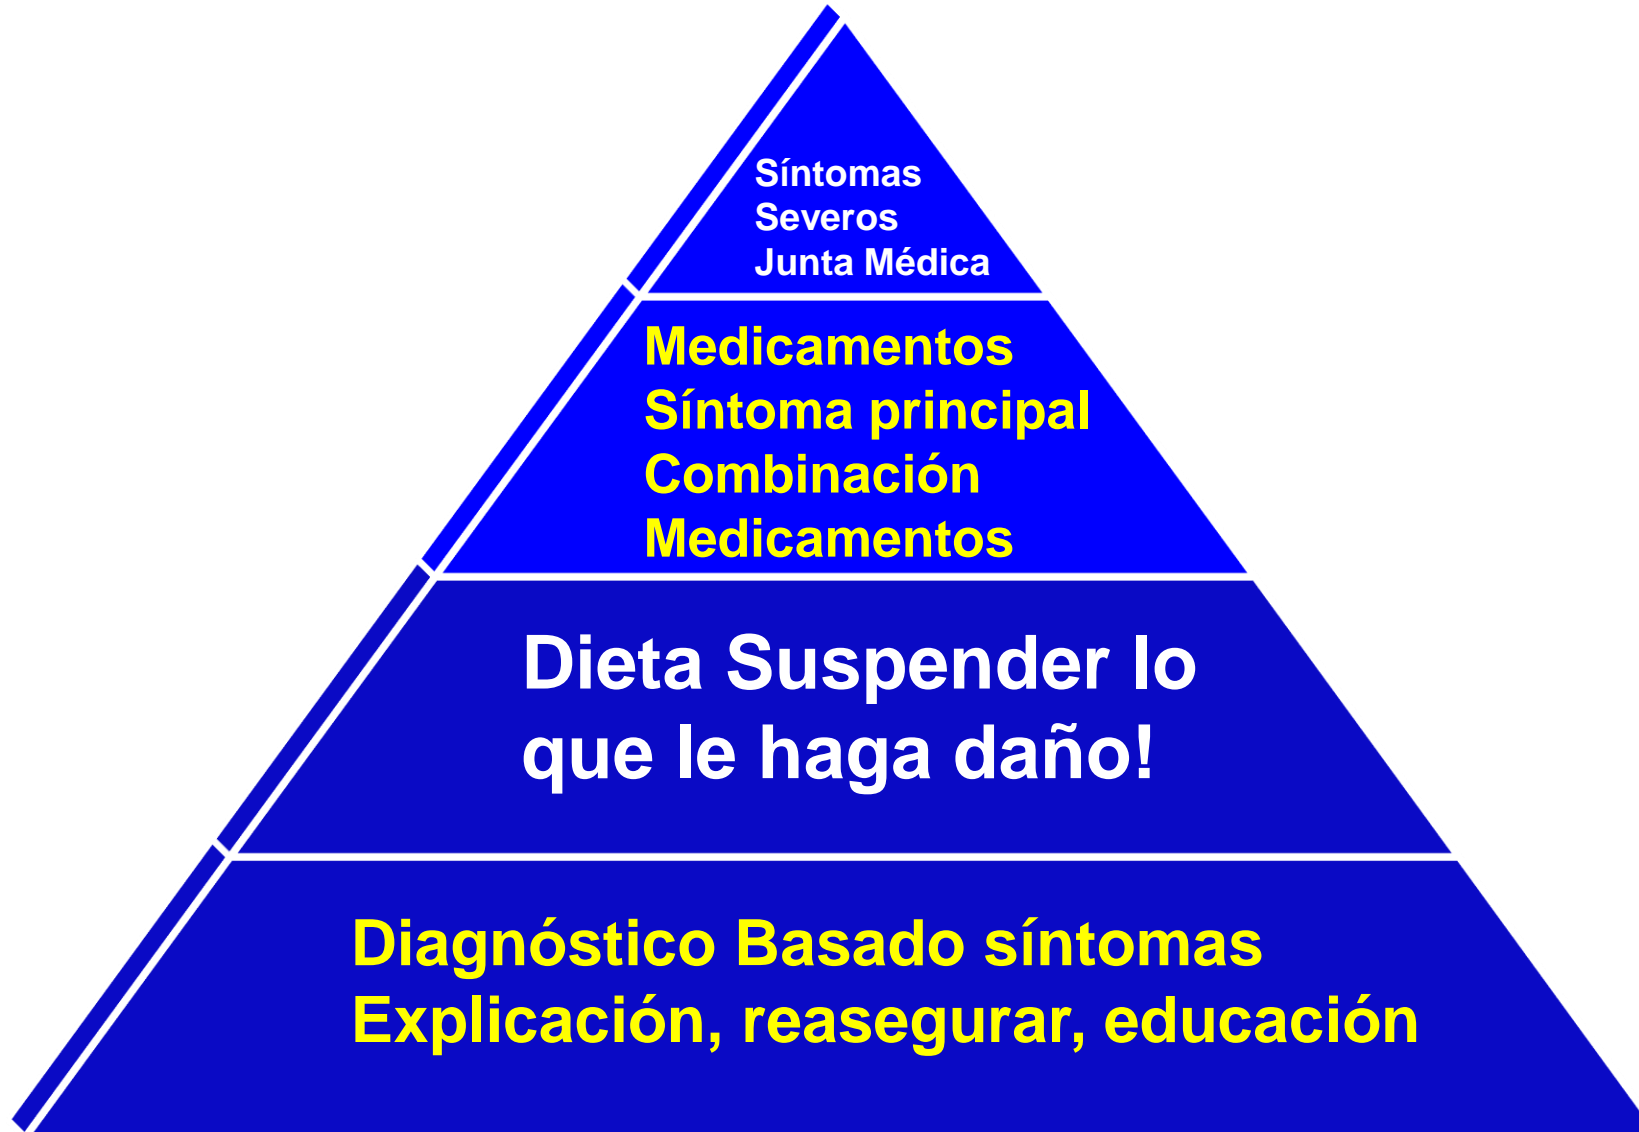 Síntomas
Severos
Junta Médica
Medicamentos
Síntoma principal
Combinación
Medicamentos
Dieta Suspender lo
que le haga daño!
Diagnóstico Basado síntomas
Explicación, reasegurar, educación